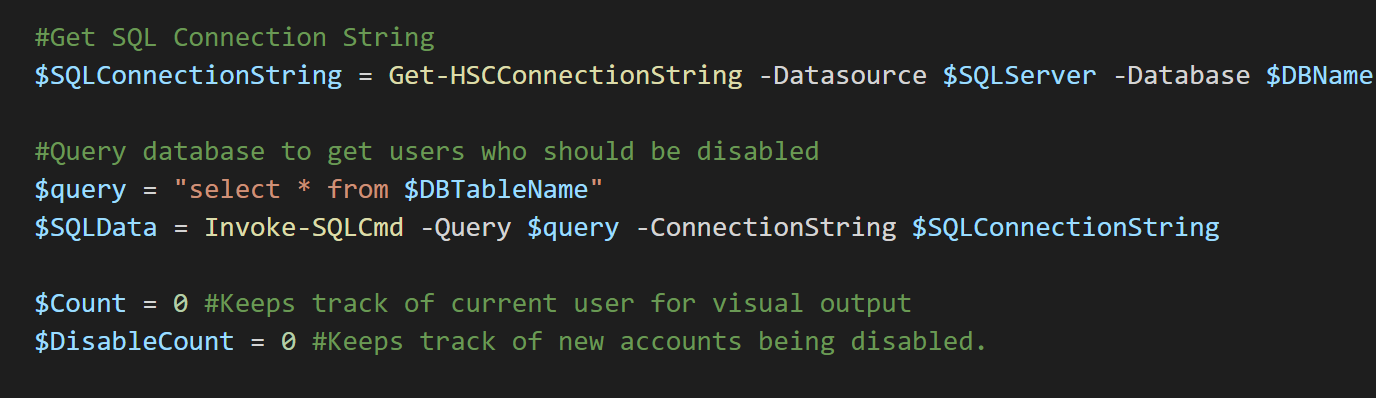 #Get SQL Connection String
$SQLConnectionString = Get-HSCConnectionString -Datasource $SQLServer -Database $DBName
#Query database to get users who should be disabled
$query = "select * from $DBTableName"
$SQLData = Invoke-SQLCmd -Query $query -ConnectionString $SQLConnectionString
$Count = 0 #Keeps track of current user for visual output
$DisableCount = 0 #Keeps track of new accounts being disabled.